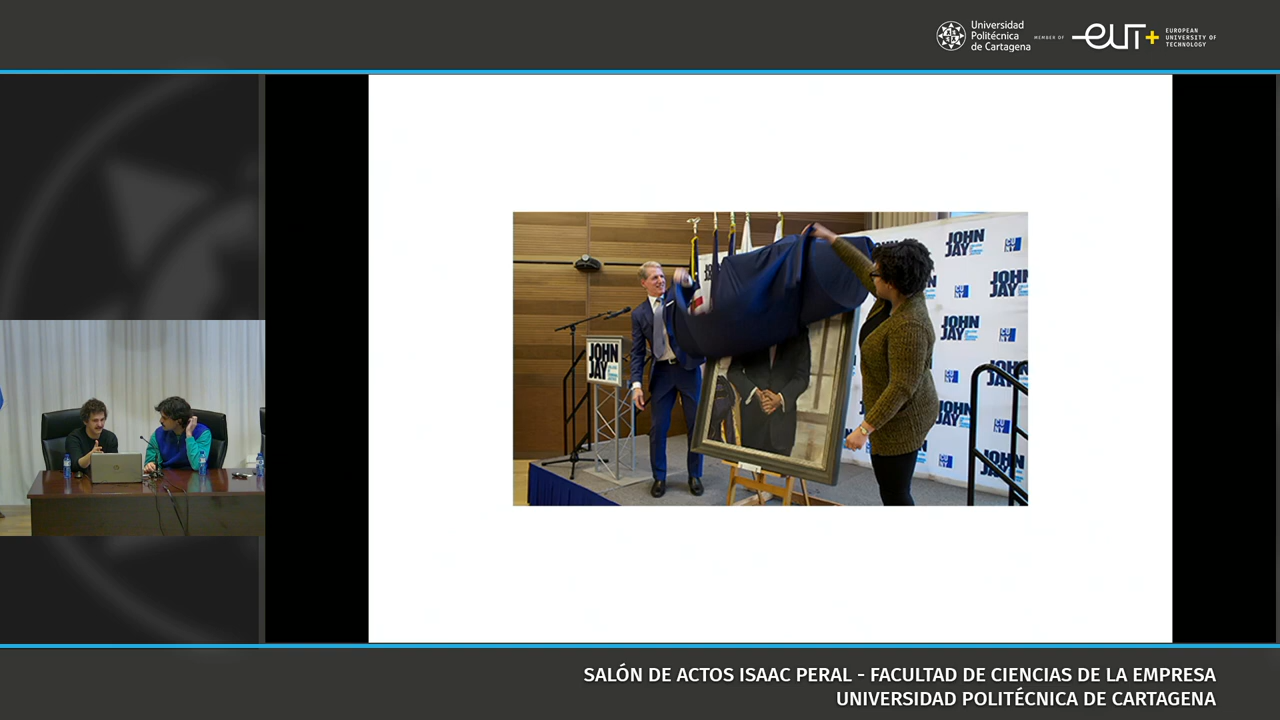 Universidad
Politécnica
de Cartagena
MEMBER OF
eut+
EUROPEAN
UNIVERSITY OF
TECHNOLOGY
JOHN
JAY
CU
NY
JOHN
JAY
JOHN
JAY
JOHN
JAY
JOHN
JAY
JOHN
JAY
SALÓN DE ACTOS ISAAC PERAL - FACULTAD DE CIENCIAS DE LA EMPRESA
UNIVERSIDAD POLITÉCNICA DE CARTAGENA